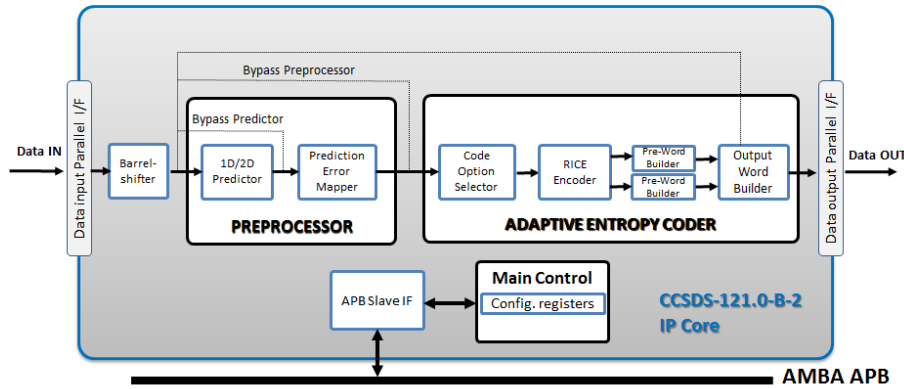 Bypass Preprocessor
Bypass Predictor
Data IN
Data input Parallel I/F
Barrel-
shifter
1D/2D
Predictor
Prediction
Error
Mapper
PREPROCESSOR
Code
Option
Selector
RICE
Encoder
Pre-Word
Builder
Pre-Word
Builder
Output
Word
Builder
ADAPTIVE ENTROPY CODER
Data output Parallel I/F
Data OUT
APB Slave IF
Main Control
Config. registers
CCSDS-121.0-B-2
IP Core
AMBA APB